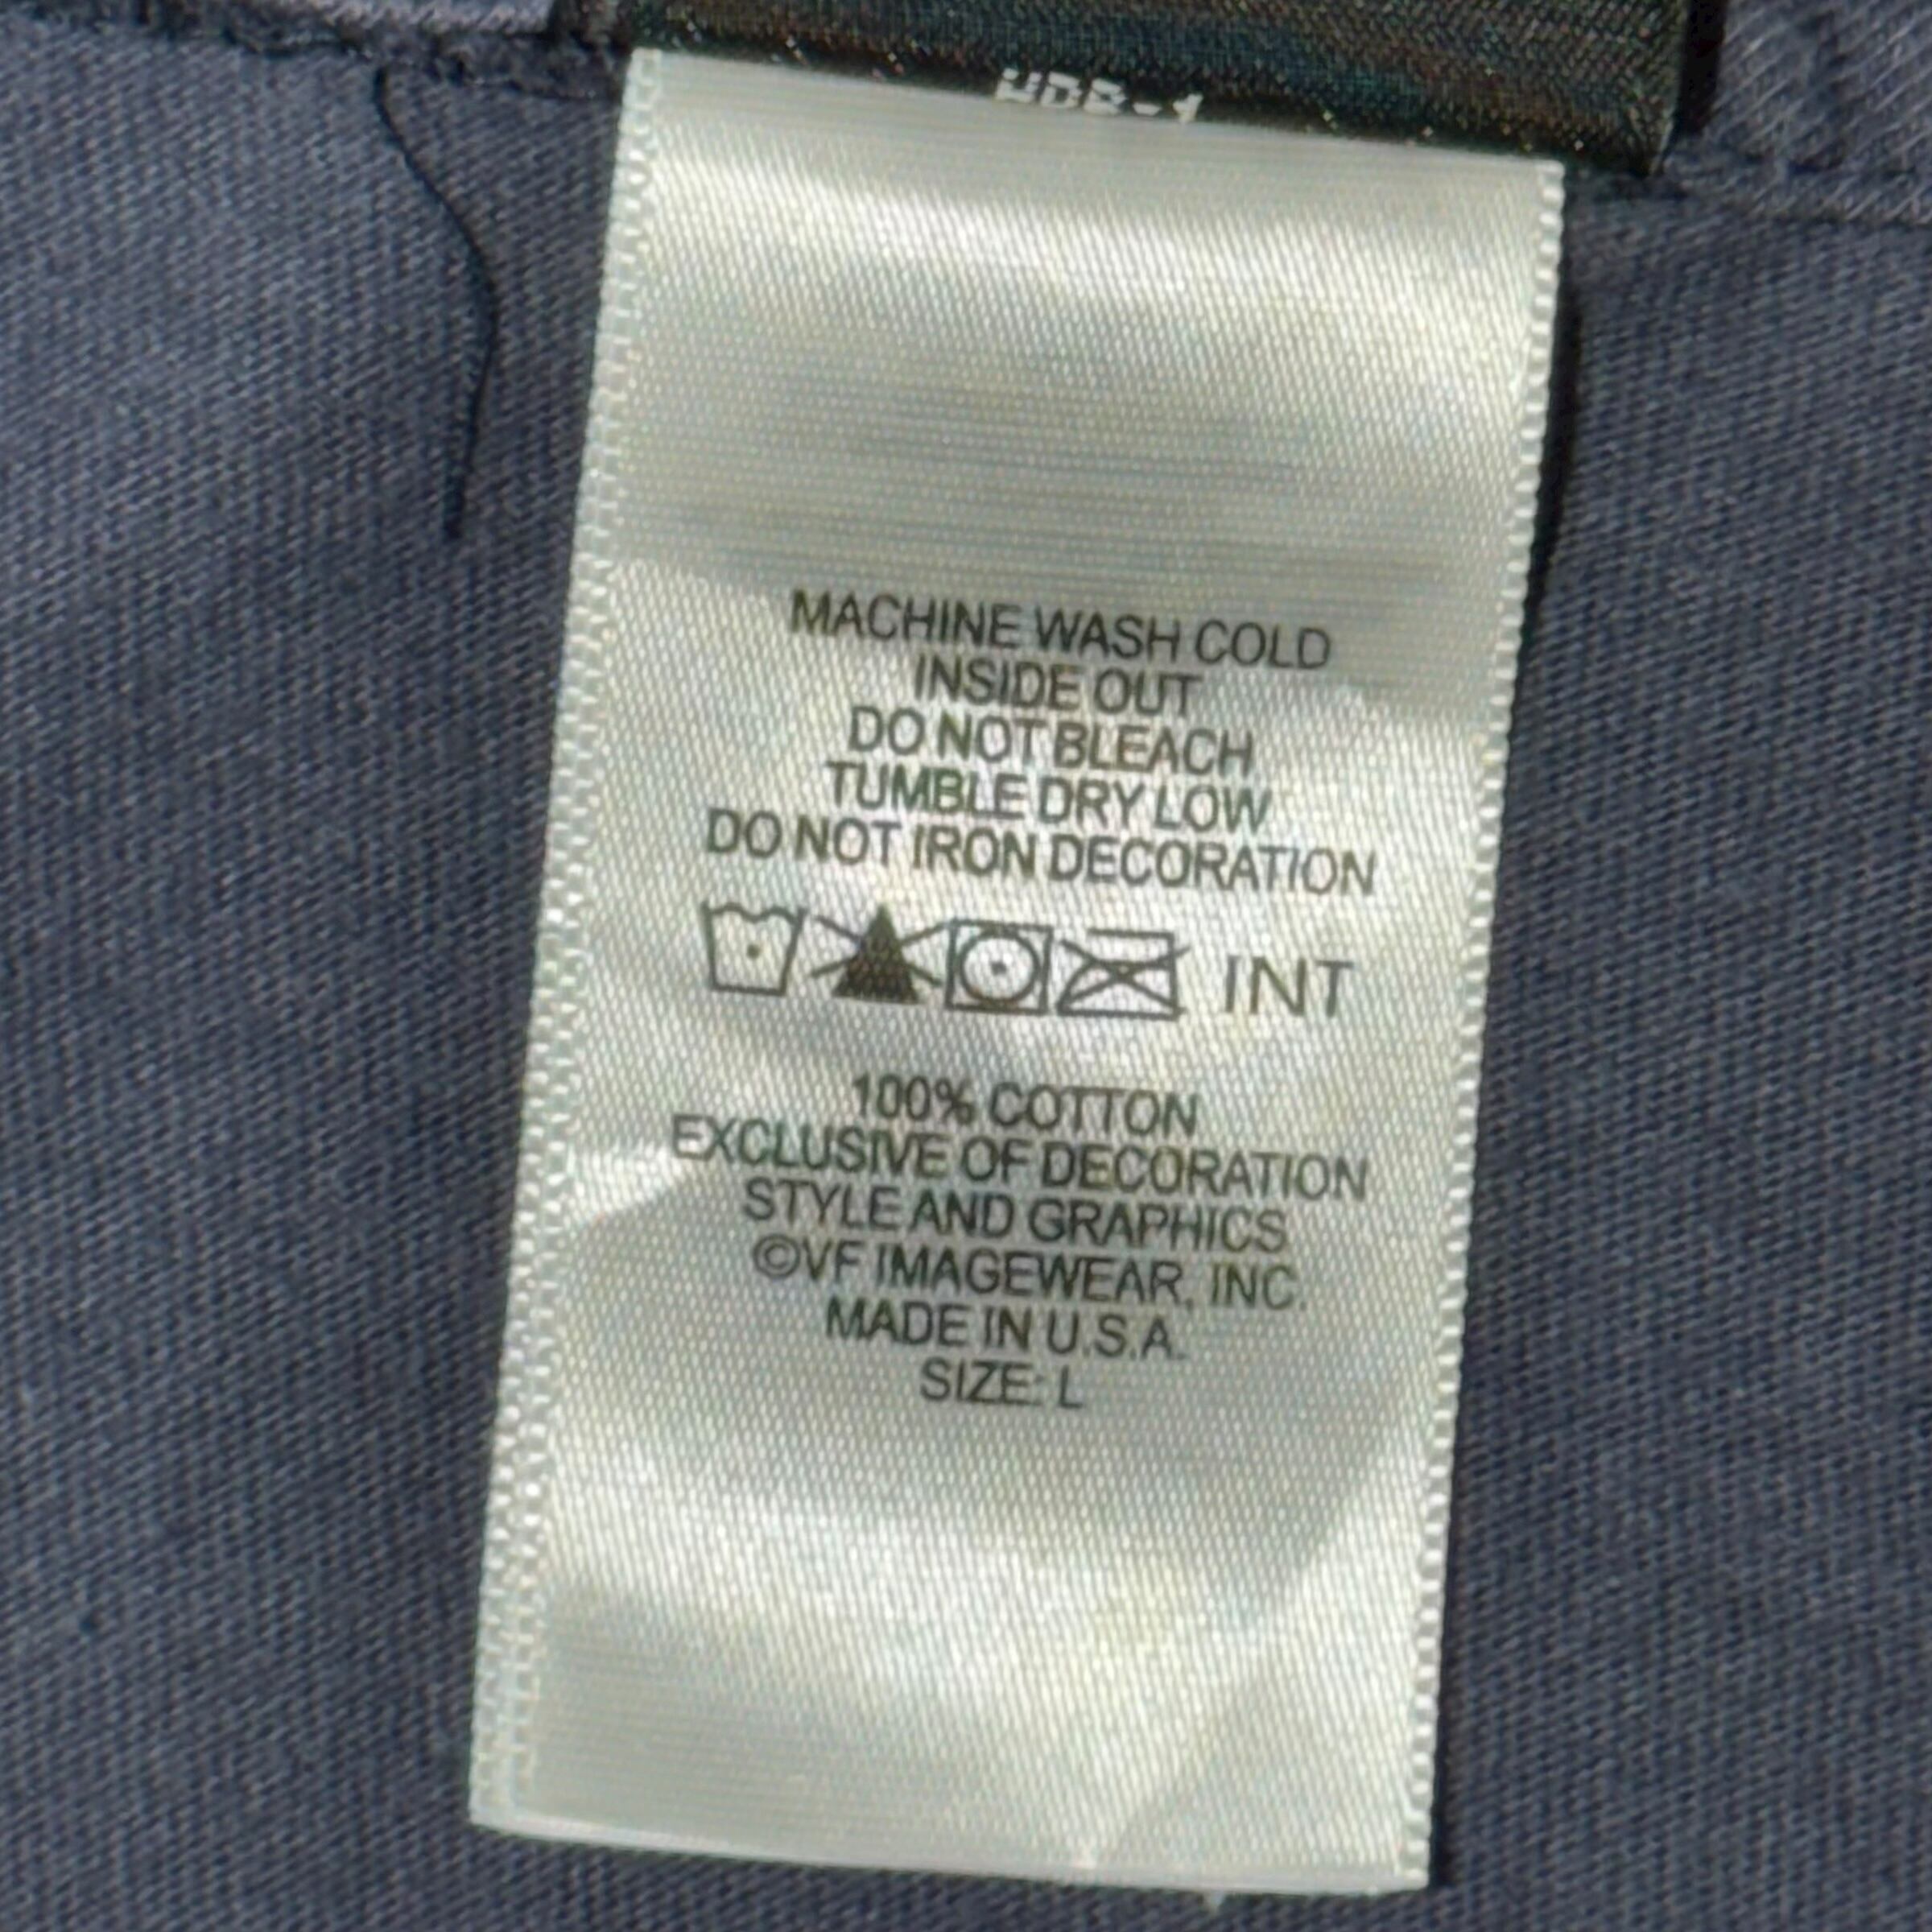 MACHINE WASH COLD
INSIDE OUT
DO NOT BLEACH
TUMBLE DRY LOW
DO NOT IRON DECORATION
INT
100% COTTON
EXCLUSIVE OF DECORATION
STYLE AND GRAPHICS
©VF IMAGEWEAR, INC.
MADE IN U.S.A.
SIZE: L